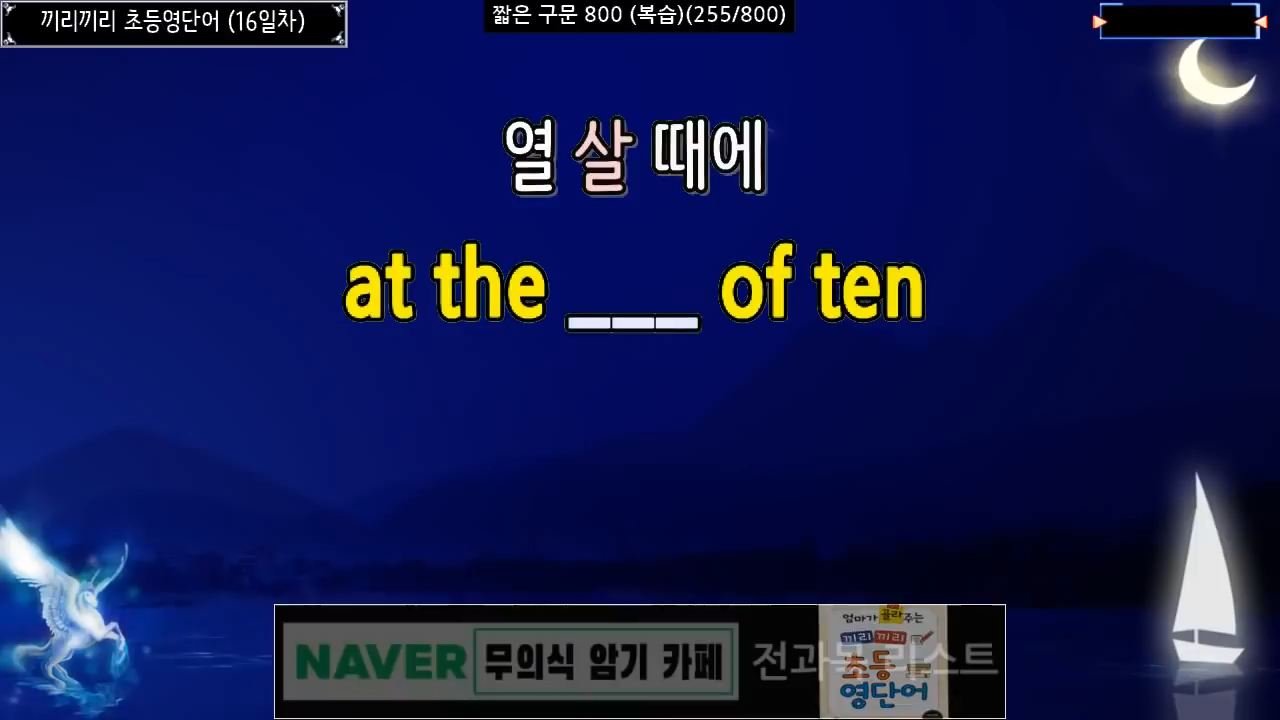 끼리끼리 초등영단어 (16일차)
짧은 구문 800 (복습)(255/800)
열 살 때에
at the ___ of ten
NAVER 무의식 암기 카페
전과목 리스트
엄마가 골라주는
끼리끼리
초등
영단어